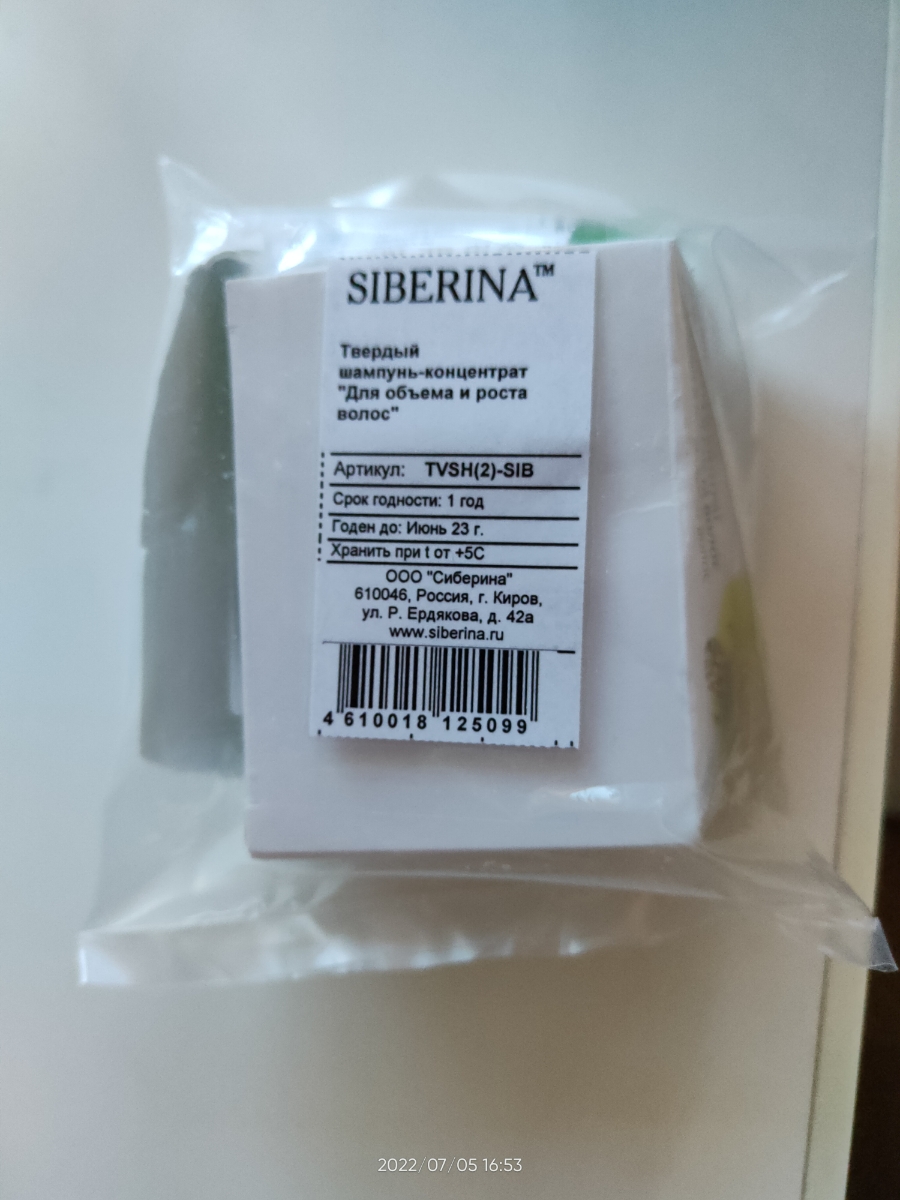 SIBERINA™
Твердый
шампунь-концентрат
"Для объема и роста
волос"
Артикул: TVSH(2)-SIB
Срок годности: 1 год
Годен до: Июнь 23 г.
Хранить при t от +5C
ООО "Сиберина"
610046, Россия, г. Киров,
ул. Р. Ердякова, д. 42а
www.siberina.ru
4 610018 125099
2022/07/05 16:53